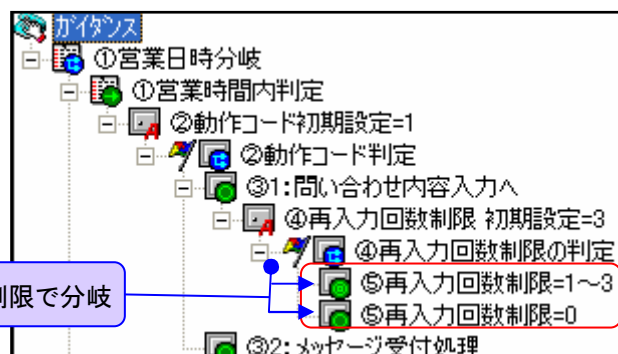 ガイダンス
①営業日時分岐
①営業時間内判定
②動作コード初期設定=1
②動作コード判定
③1:問い合わせ内容入力へ
④再入力回数制限 初期設定=3
④再入力回数制限の判定
⑤再入力回数制限=1～3
制限で分岐
⑤再入力回数制限=0
③2:メッセージ受付処理